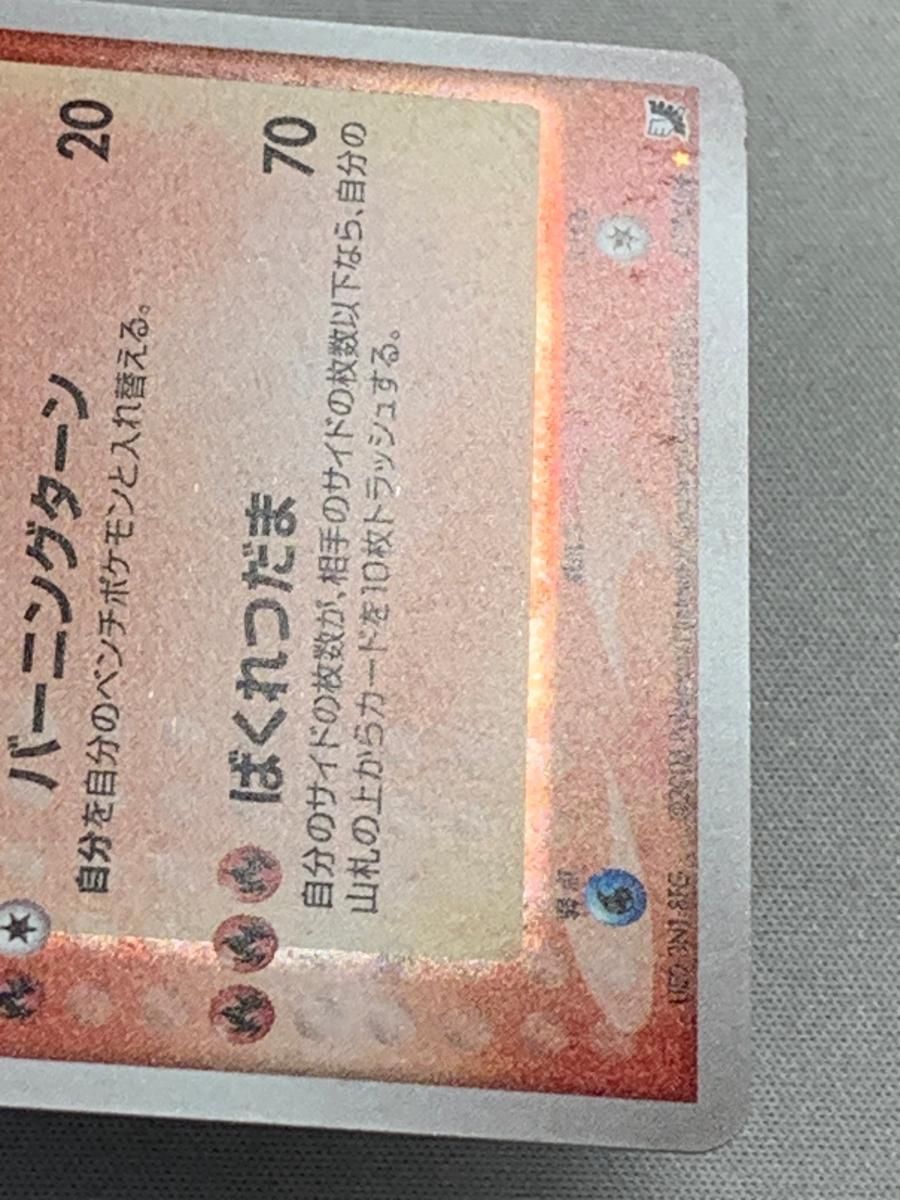 バーニングターン 20
自分を自分のベンチポケモンと入れ替える。
ばくれつだま 70
自分のサイドの枚数が、相手のサイドの枚数以下なら、自分の
山札の上からカードを10枚トラッシュする。
弱点